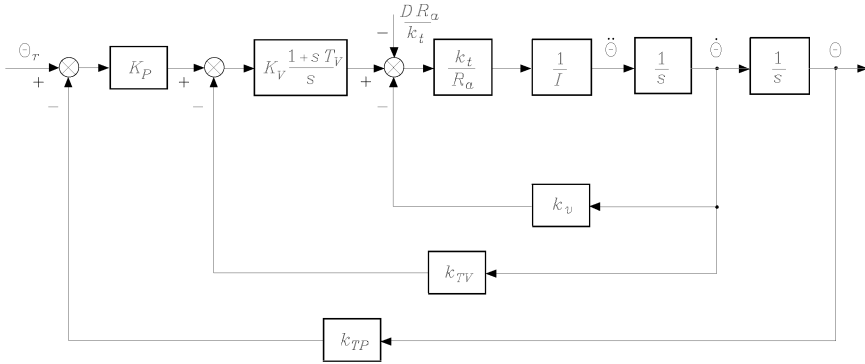 D R_a
k_t
Θ_r
K_P
K_V
1+s T_V
s
k_t
R_a
1
I
Θ̈
1
s
Θ̇
1
s
Θ
+
−
+
−
−
+
−
k_v
k_TV
k_TP